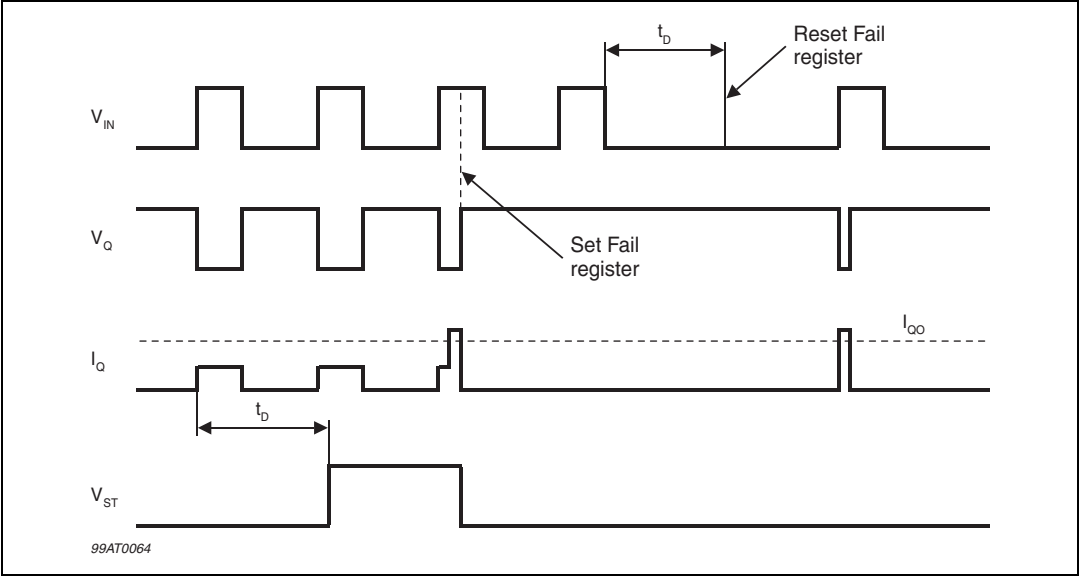 t_D
Reset Fail
register
V_IN
V_Q
Set Fail
register
I_QO
I_Q
t_D
V_ST
99AT0064